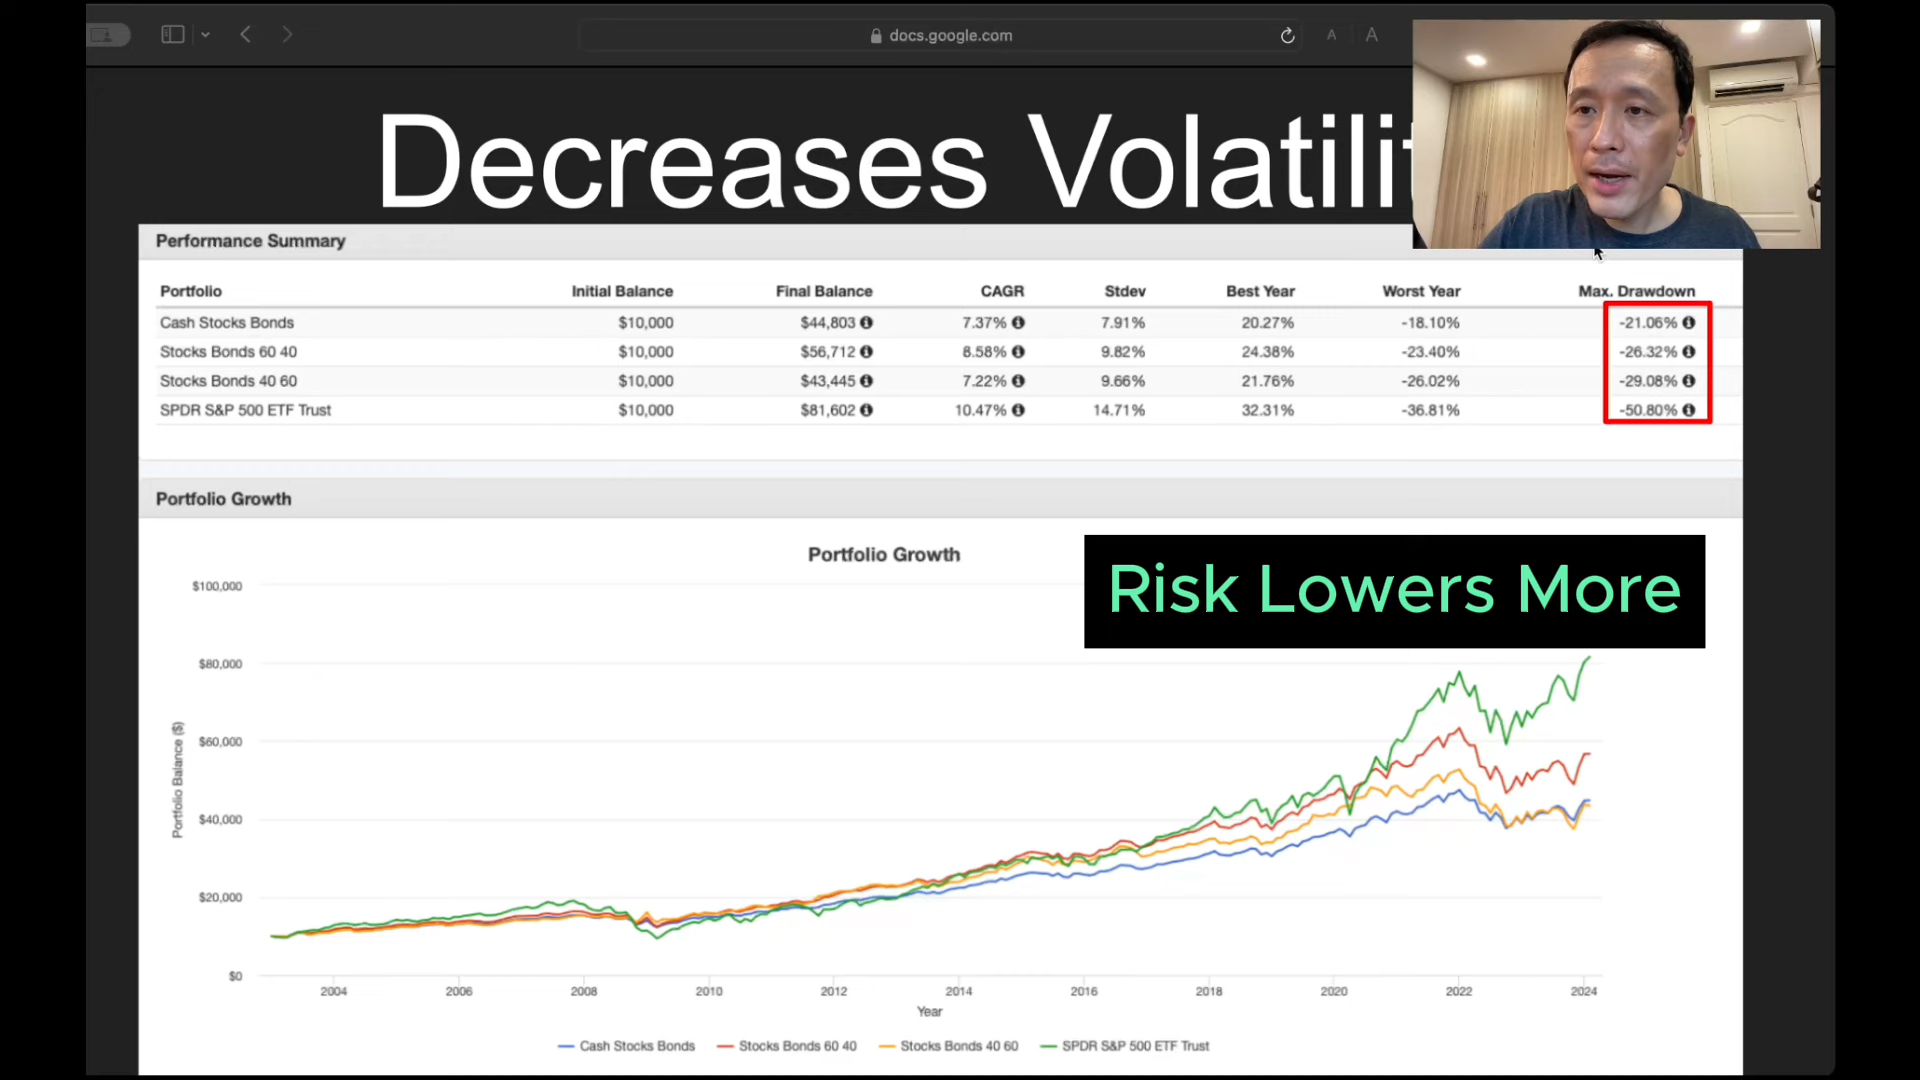 docs.google.com
A A
Decreases Volatilit
Performance Summary
Portfolio Initial Balance Final Balance CAGR Stdev Best Year Worst Year Max. Drawdown
Cash Stocks Bonds $10,000 $44,803 7.37% 7.91% 20.27% -18.10% -21.06%
Stocks Bonds 60 40 $10,000 $56,712 8.58% 9.82% 24.38% -23.40% -26.32%
Stocks Bonds 40 60 $10,000 $43,445 7.22% 9.66% 21.76% -26.02% -29.08%
SPDR S&P 500 ETF Trust $10,000 $81,602 10.47% 14.71% 32.31% -36.81% -50.80%
Portfolio Growth
Portfolio Growth
Risk Lowers More
$100,000
$80,000
$60,000
$40,000
$20,000
$0
Portfolio Balance ($)
2004 2006 2008 2010 2012 2014 2016 2018 2020 2022 2024
Year
Cash Stocks Bonds Stocks Bonds 60 40 Stocks Bonds 40 60 SPDR S&P 500 ETF Trust